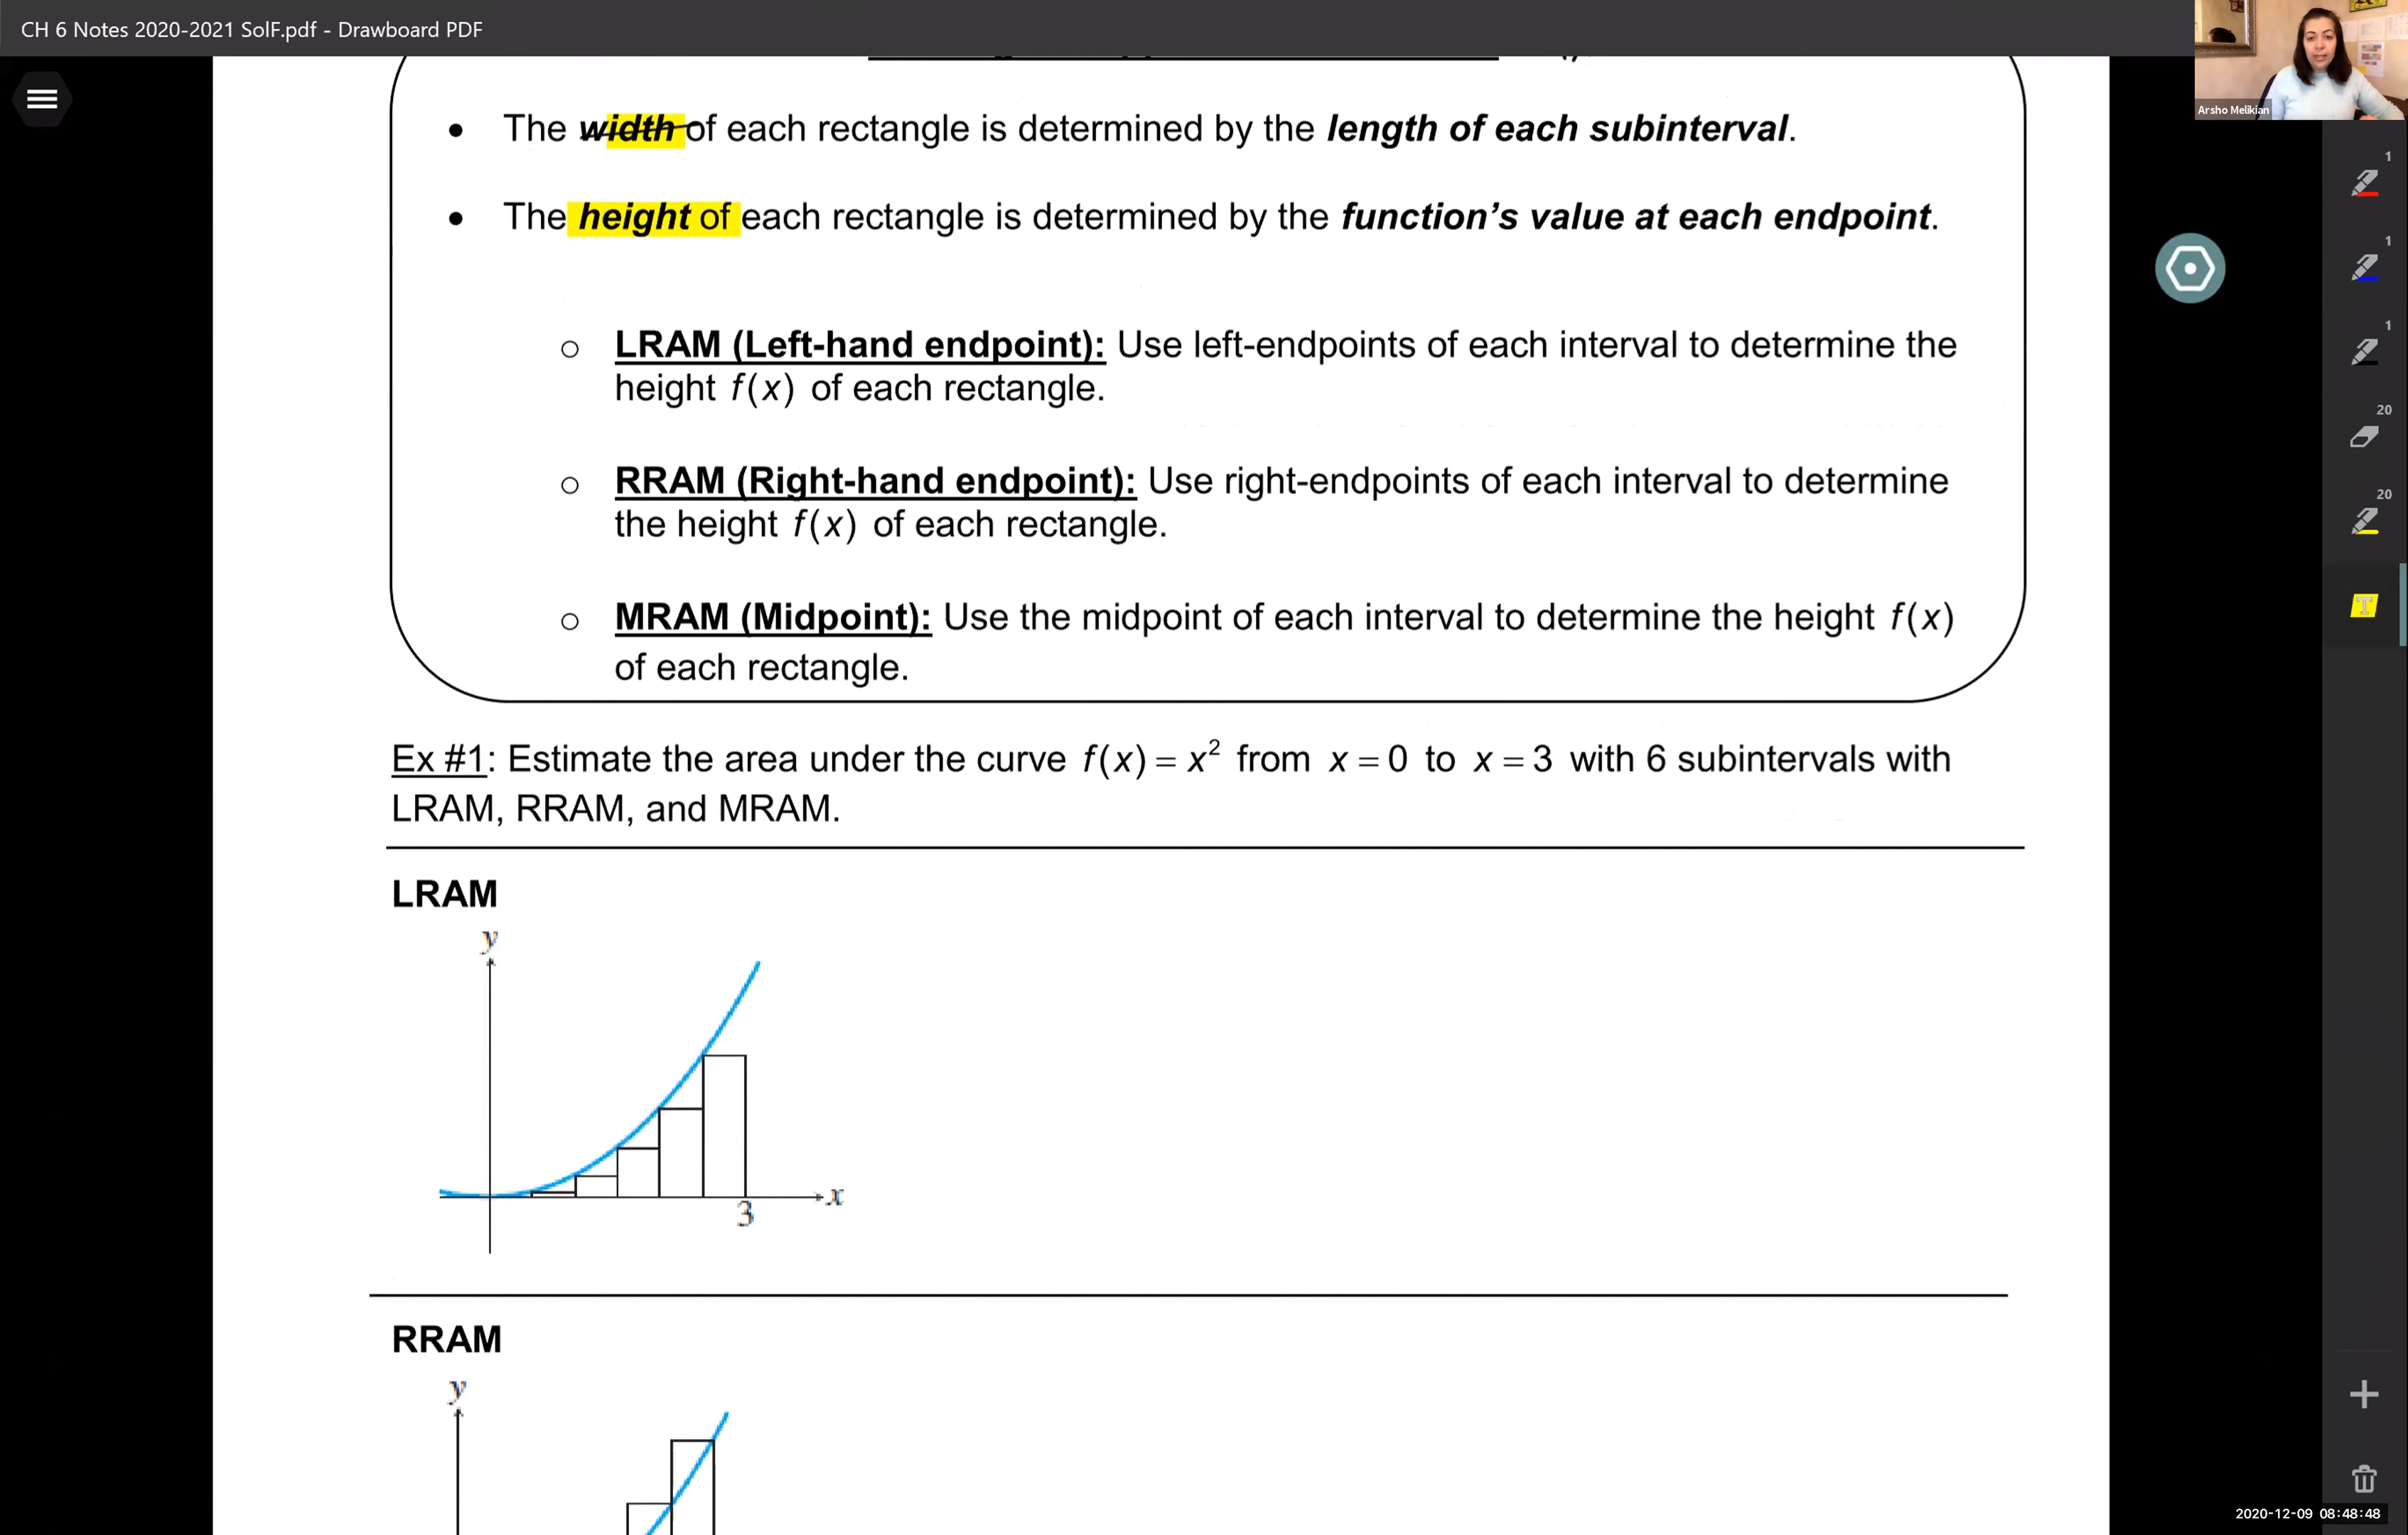 CH 6 Notes 2020-2021 SolF.pdf - Drawboard PDF
Arsho Melikian
• The width of each rectangle is determined by the length of each subinterval.
• The height of each rectangle is determined by the function’s value at each endpoint.
o LRAM (Left-hand endpoint): Use left-endpoints of each interval to determine the
height f(x) of each rectangle.
o RRAM (Right-hand endpoint): Use right-endpoints of each interval to determine
the height f(x) of each rectangle.
o MRAM (Midpoint): Use the midpoint of each interval to determine the height f(x)
of each rectangle.
Ex #1: Estimate the area under the curve f(x) = x² from x = 0 to x = 3 with 6 subintervals with
LRAM, RRAM, and MRAM.
LRAM
y
x
3
RRAM
y
1
1
1
20
20
T
2020-12-09 08:48:48